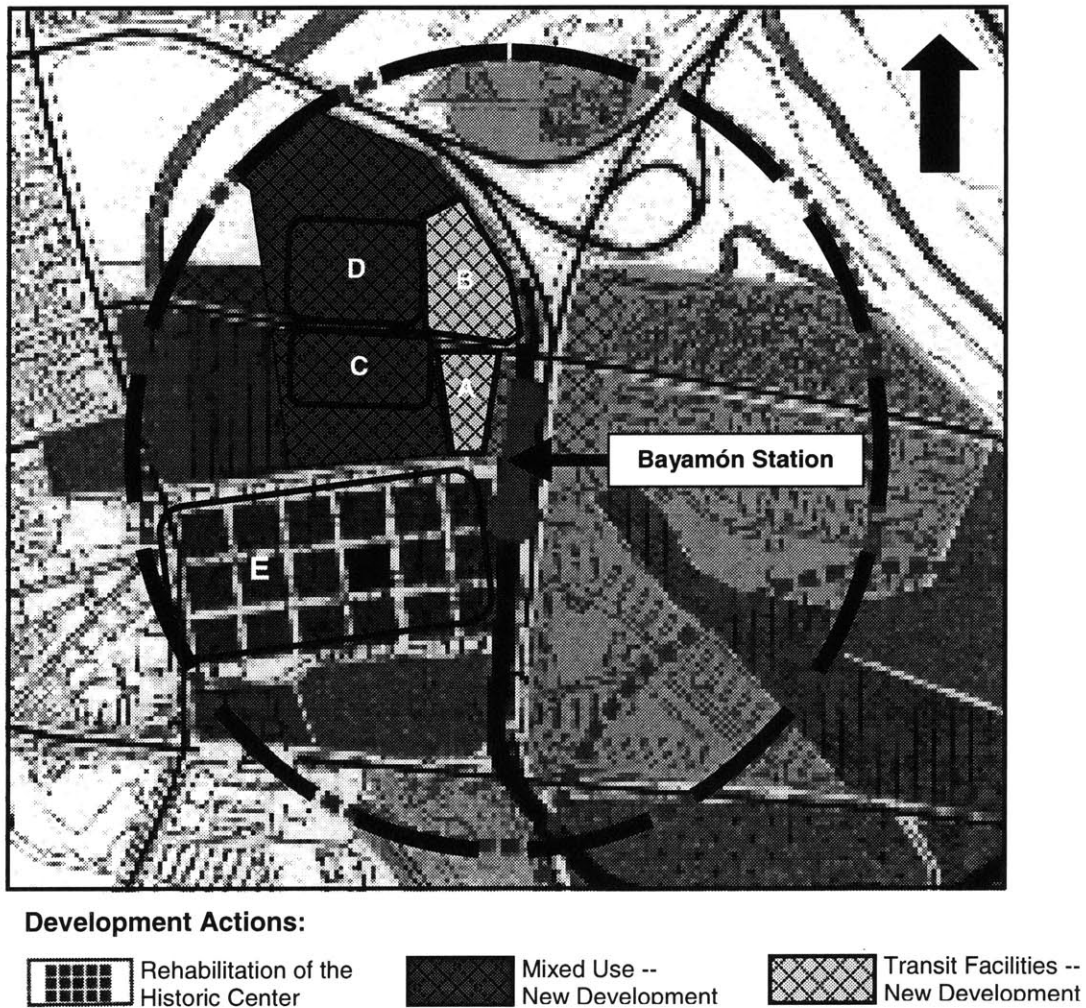 D
B
C
A
Bayamón Station
E
Development Actions:
Rehabilitation of the
Historic Center
Mixed Use --
New Development
Transit Facilities --
New Development